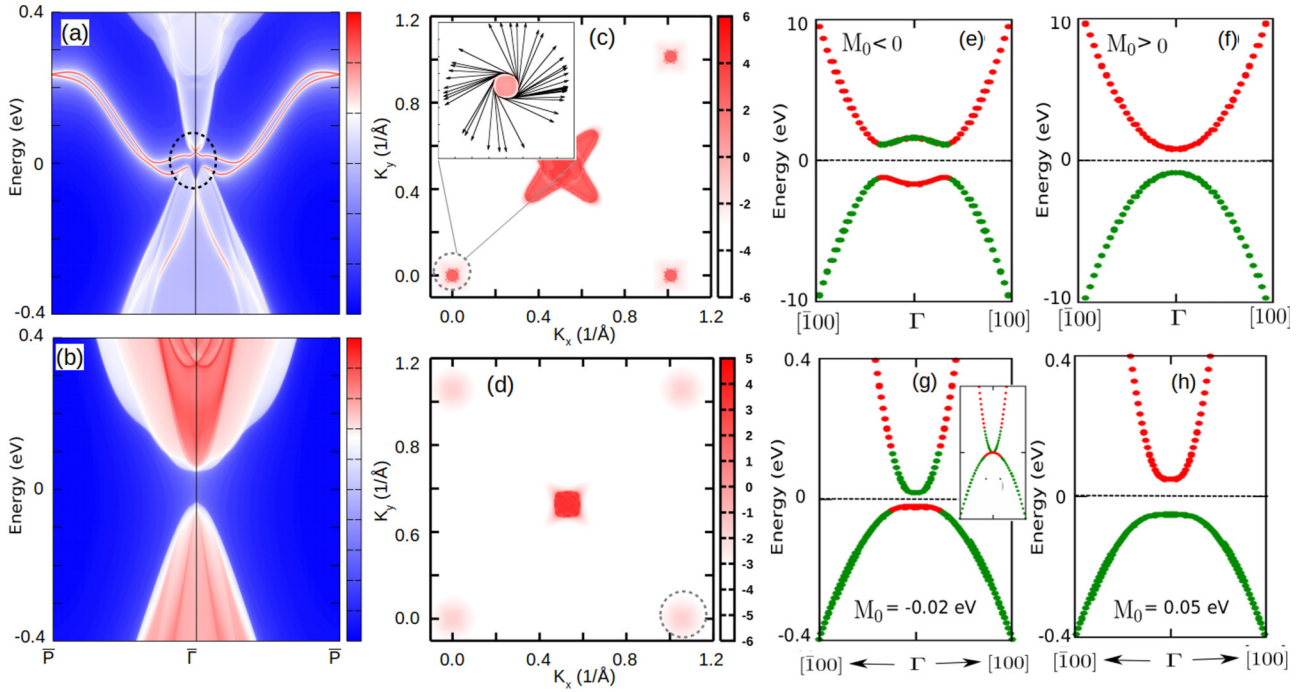 (a)
0.4
0
-0.4
Energy (eV)
(b)
0.4
0
-0.4
Energy (eV)
P̅ Γ̅ P̅
(c)
1.2
0.8
0.4
0.0
K_y (1/Å)
0.0 0.4 0.8 1.2
K_x (1/Å)
6
4
2
0
-2
-4
-6
(d)
1.2
0.8
0.6
0.4
0.0
K_y (1/Å)
0.0 0.4 0.8 1.2
K_x (1/Å)
5
4
3
2
1
0
-1
-2
-3
-4
-5
-6
M₀ < 0 (e)
10
0
-10
Energy (eV)
[1̅00] Γ [100]
M₀ > 0 (f)
10
0
-10
Energy (eV)
[1̅00] Γ [100]
(g)
0.4
0
-0.4
Energy (eV)
M₀ = -0.02 eV
[1̅00] ← Γ → [100]
(h)
0.4
0
-0.4
Energy (eV)
M₀ = 0.05 eV
[1̅00] ← Γ → [100]